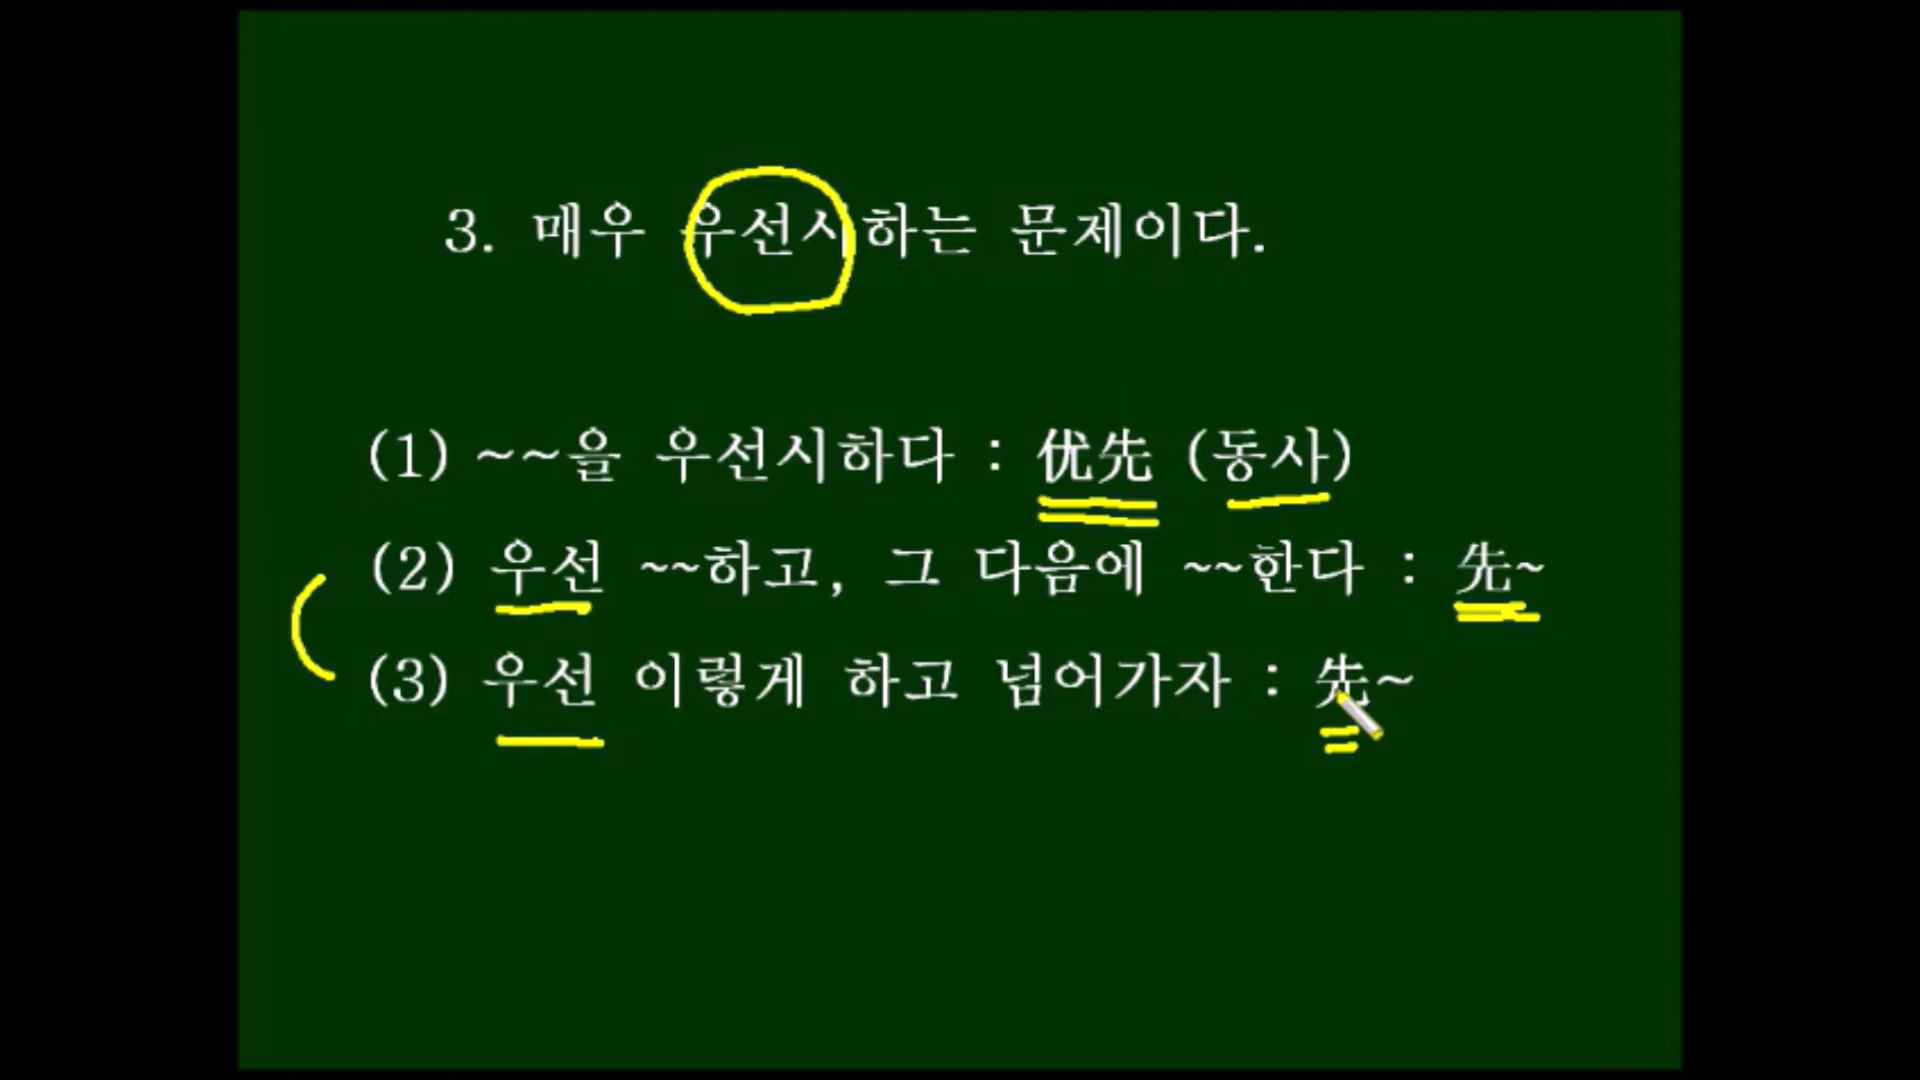 3. 매우 우선시하는 문제이다.
(1) ~~을 우선시하다 : 优先 (동사)
(2) 우선 ~~하고, 그 다음에 ~~한다 : 先~
(3) 우선 이렇게 하고 넘어가자 : 先~